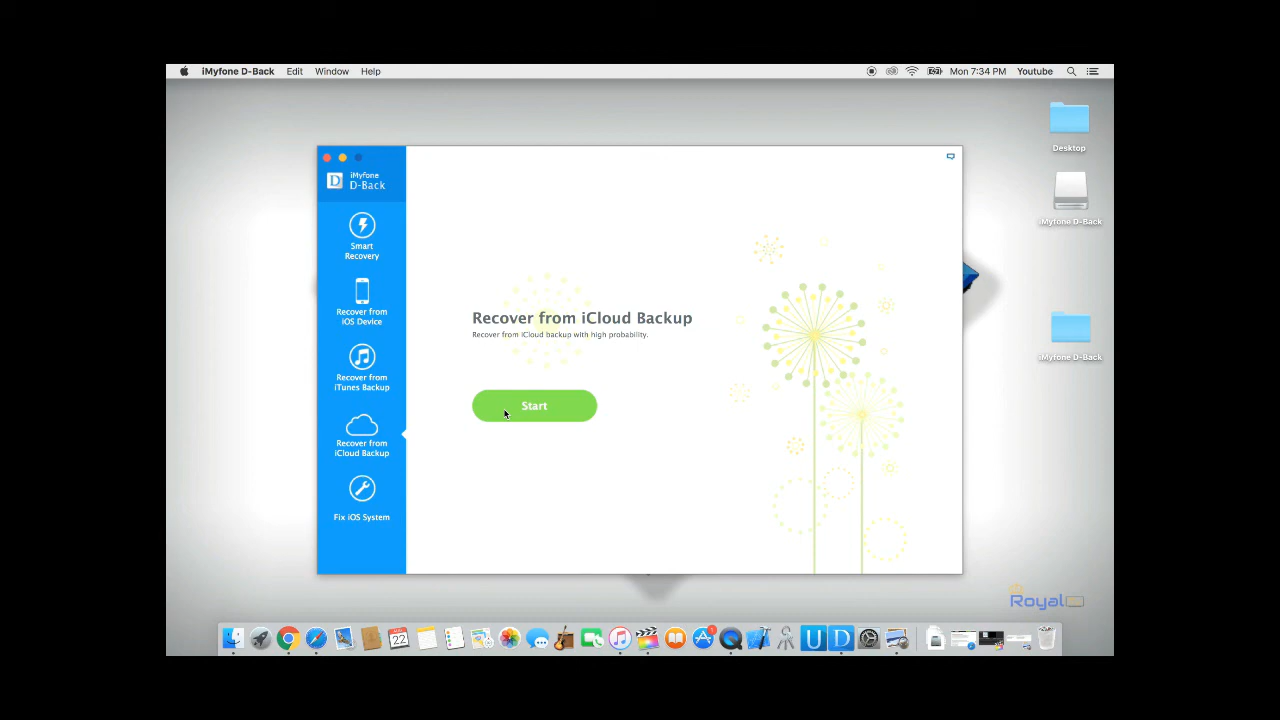 iMyfone D-Back Edit Window Help
Mon 7:34 PM Youtube
Desktop
iMyfone D-Back
iMyfone D-Back
iMyfone
D-Back
Smart
Recovery
Recover from
iOS Device
Recover from
iTunes Backup
Recover from
iCloud Backup
Fix iOS System
Recover from iCloud Backup
Recover from iCloud backup with high probability.
Start
Royal
22
U D